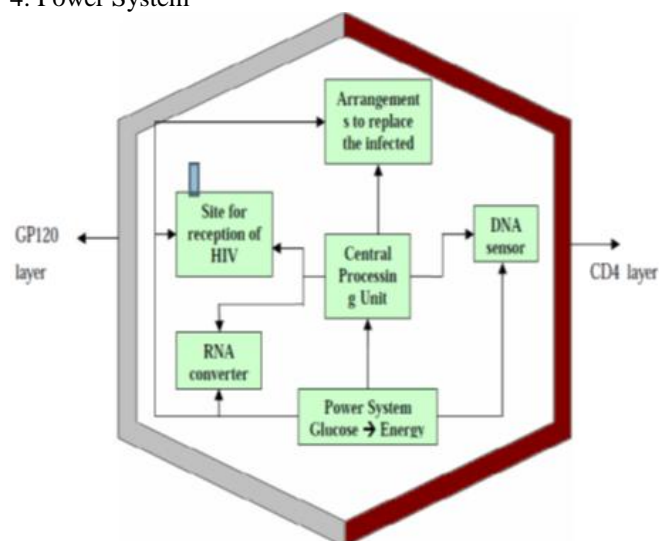 4. Power System
Arrangement
s to replace
the infected
Site for
reception of
HIV
DNA
sensor
GP120
layer
Central
Processin
g Unit
CD4 layer
RNA
converter
Power System
Glucose → Energy